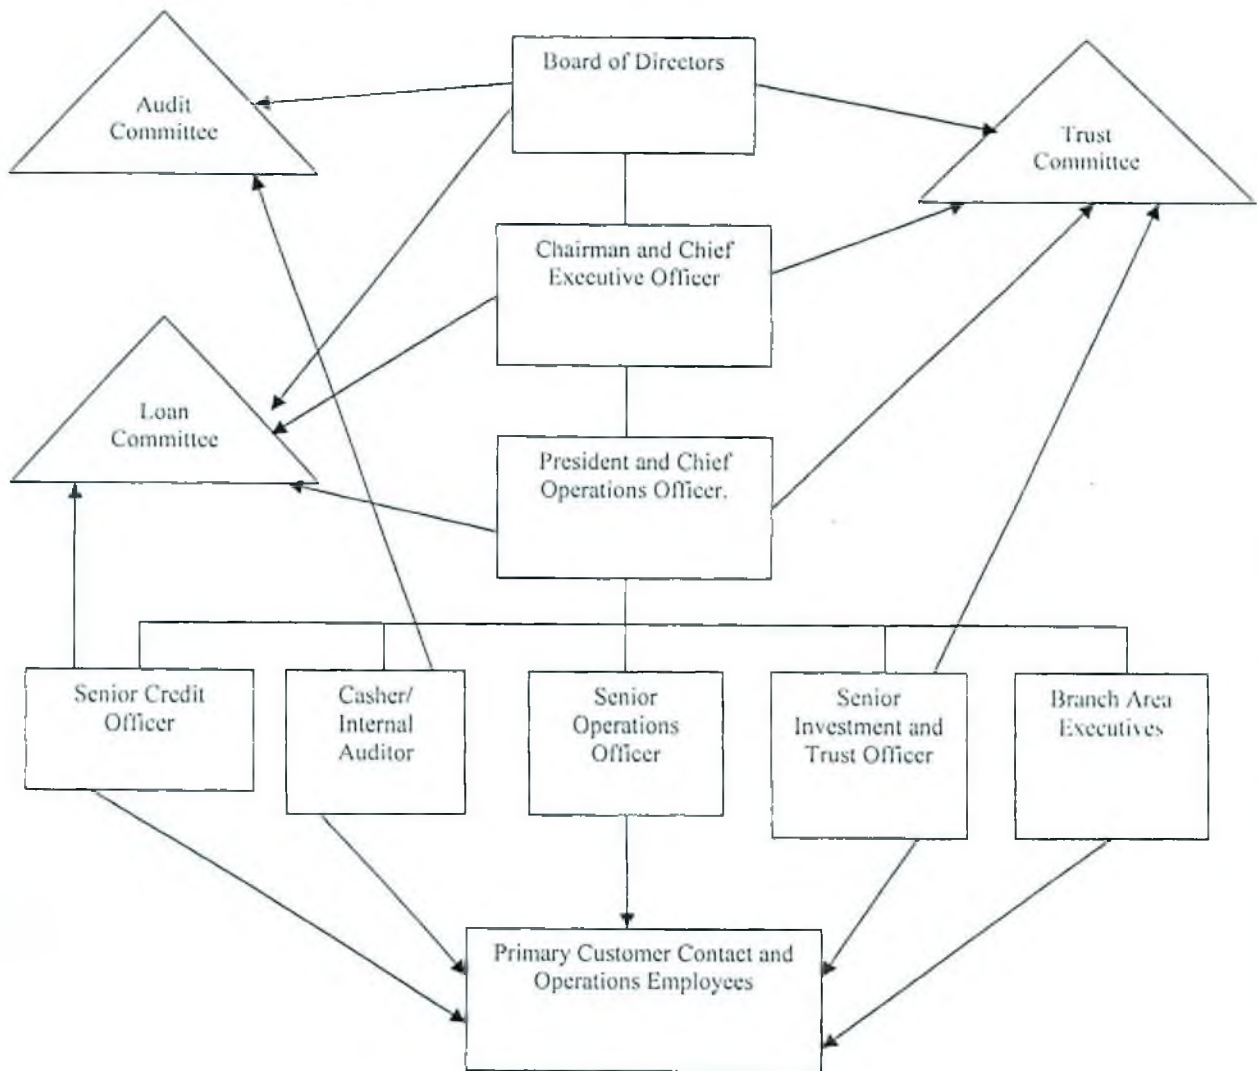 Board of Directors
Audit
Committee
Trust
Committee
Chairman and Chief
Executive Officer
Loan
Committee
President and Chief
Operations Officer.
Senior Credit
Officer
Casher/
Internal
Auditor
Senior
Operations
Officer
Senior
Investment and
Trust Officer
Branch Area
Executives
Primary Customer Contact and
Operations Employees